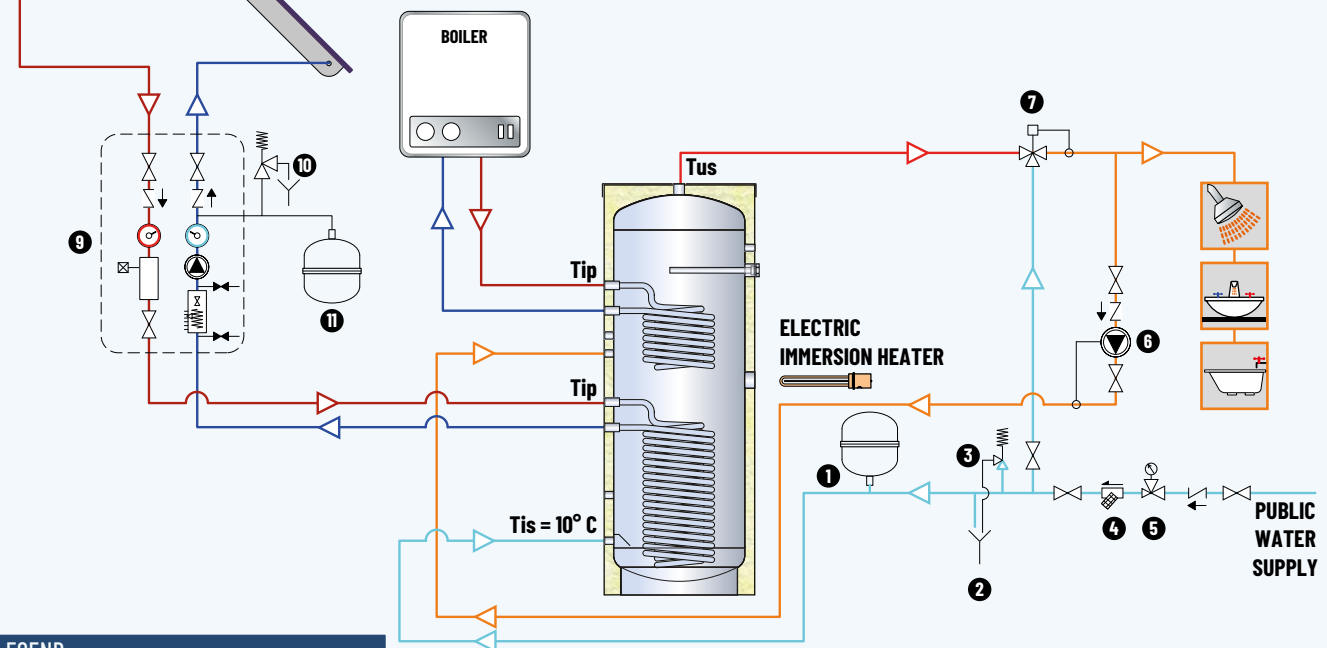 BOILER
7
10
Tus
9
Tip
11
ELECTRIC
IMMERSION HEATER
6
Tip
3
1
Tis = 10° C
4
5
PUBLIC
WATER
SUPPLY
2